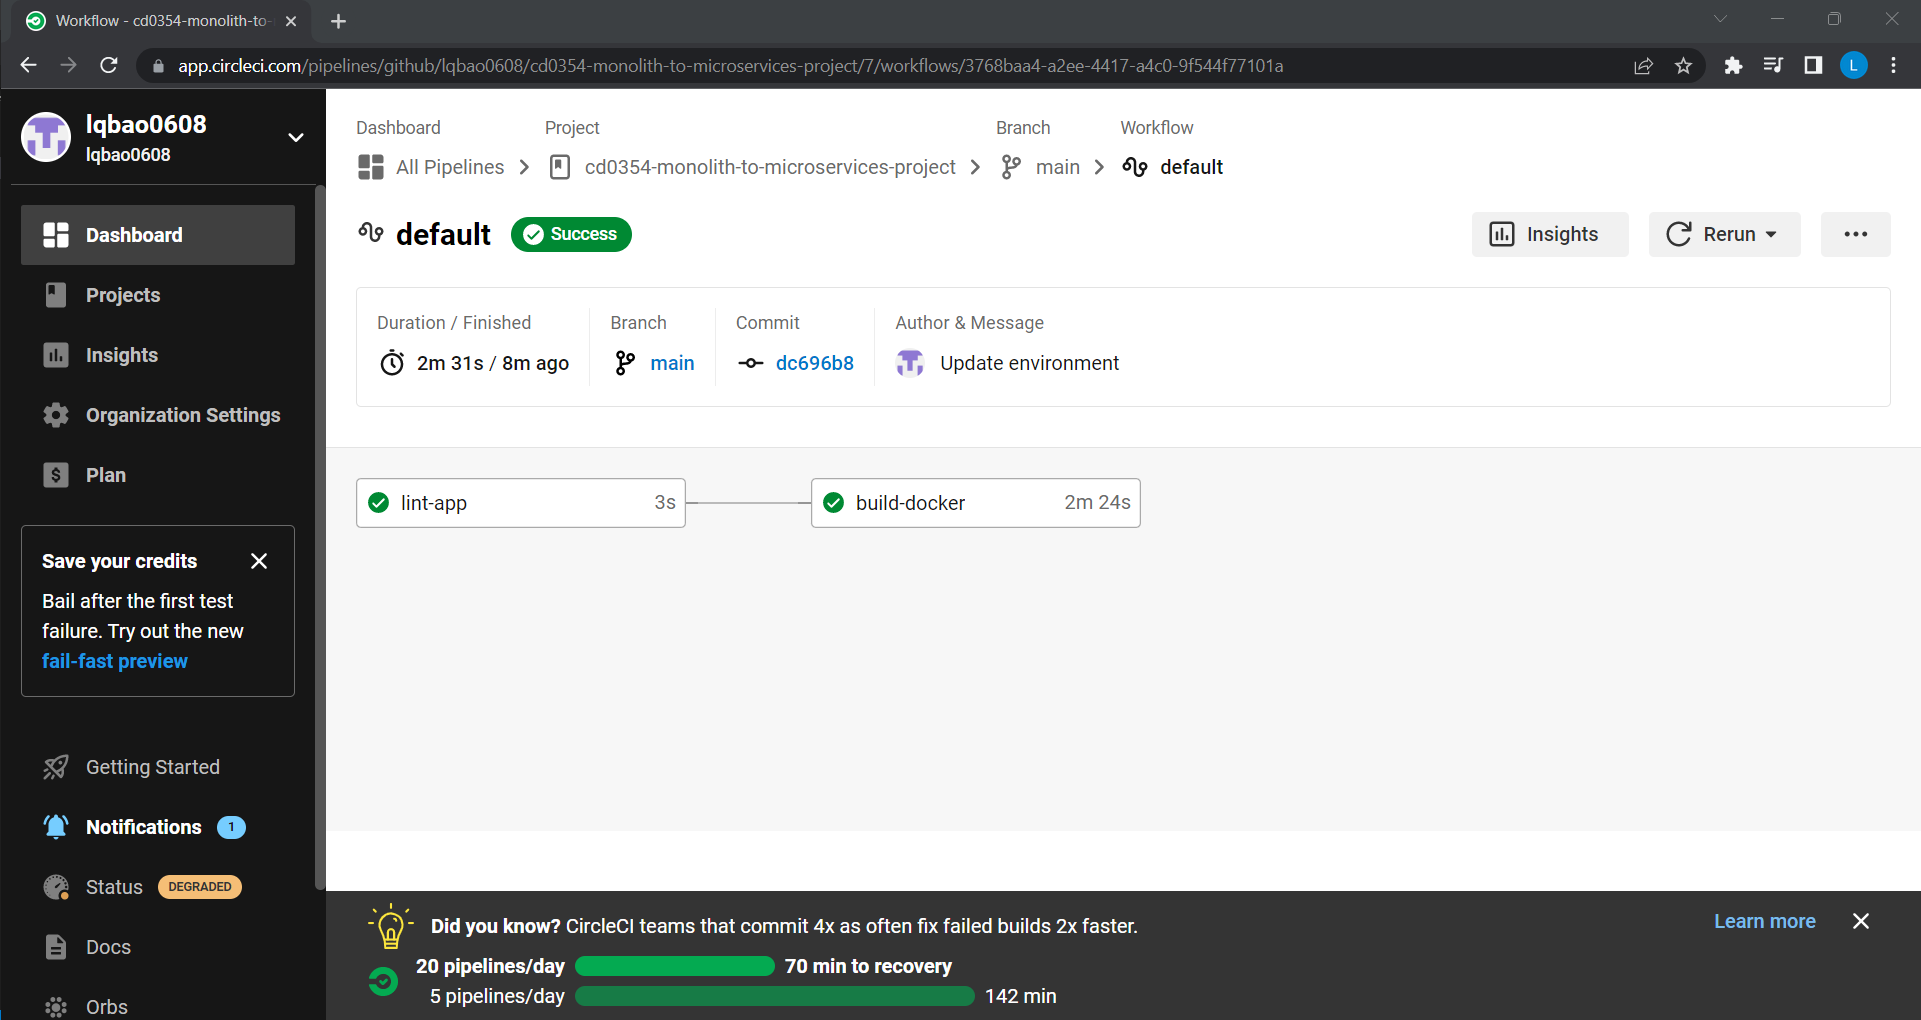 Workflow - cd0354-monolith-to-
app.circleci.com/pipelines/github/lqbao0608/cd0354-monolith-to-microservices-project/7/workflows/3768baa4-a2ee-4417-a4c0-9f544f77101a
L
lqbao0608
lqbao0608
Dashboard
Projects
Insights
Organization Settings
Plan
Save your credits
Bail after the first test
failure. Try out the new
fail-fast preview
Getting Started
Notifications 1
Status DEGRADED
Docs
Orbs
Dashboard Project Branch Workflow
All Pipelines cd0354-monolith-to-microservices-project main default
default Success Insights Rerun
Duration / Finished Branch Commit Author & Message
2m 31s / 8m ago main dc696b8 Update environment
lint-app 3s build-docker 2m 24s
Did you know? CircleCI teams that commit 4x as often fix failed builds 2x faster. Learn more
20 pipelines/day 70 min to recovery
5 pipelines/day 142 min